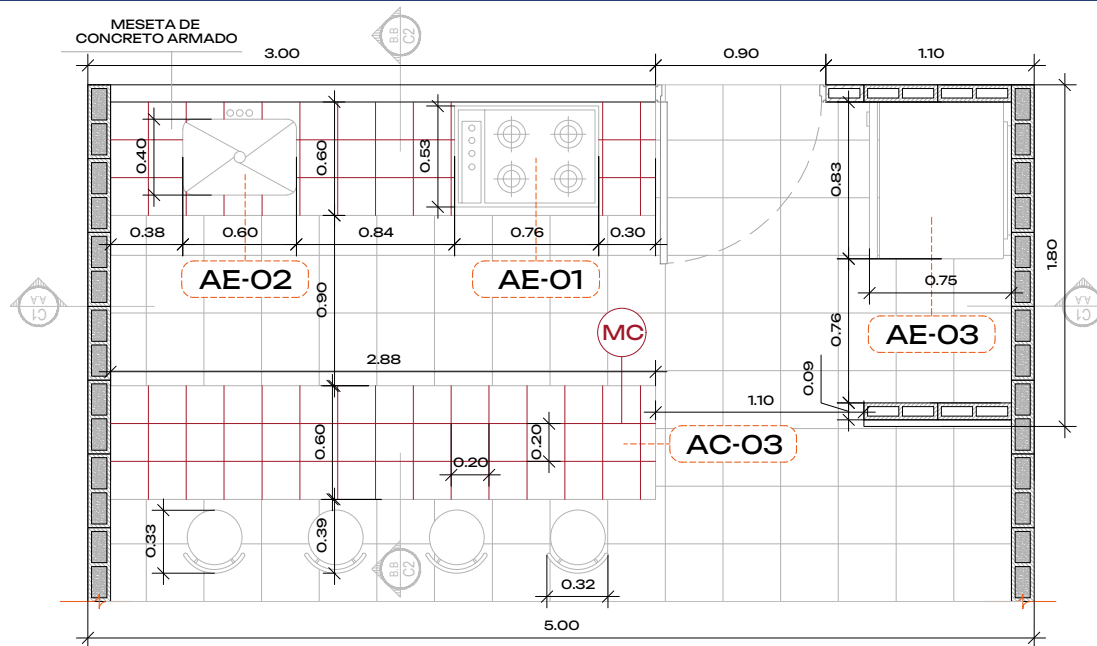 MESETA DE
CONCRETO ARMADO
B.B
C2
3.00
0.90
1.10
0.40
0.60
0.53
0.83
1.80
0.38
0.60
0.84
0.76
0.30
AE-02
AE-01
0.75
C1
AA
C1
AA
0.90
MC
AE-03
0.76
2.88
0.09
1.10
0.60
0.20
0.20
AC-03
0.33
0.39
B.B
C2
0.32
5.00